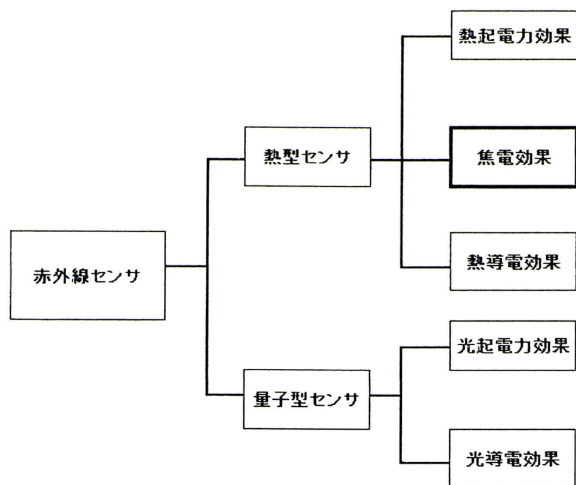 熱起電力効果
熱型センサ
焦電効果
赤外線センサ
熱導電効果
光起電力効果
量子型センサ
光導電効果